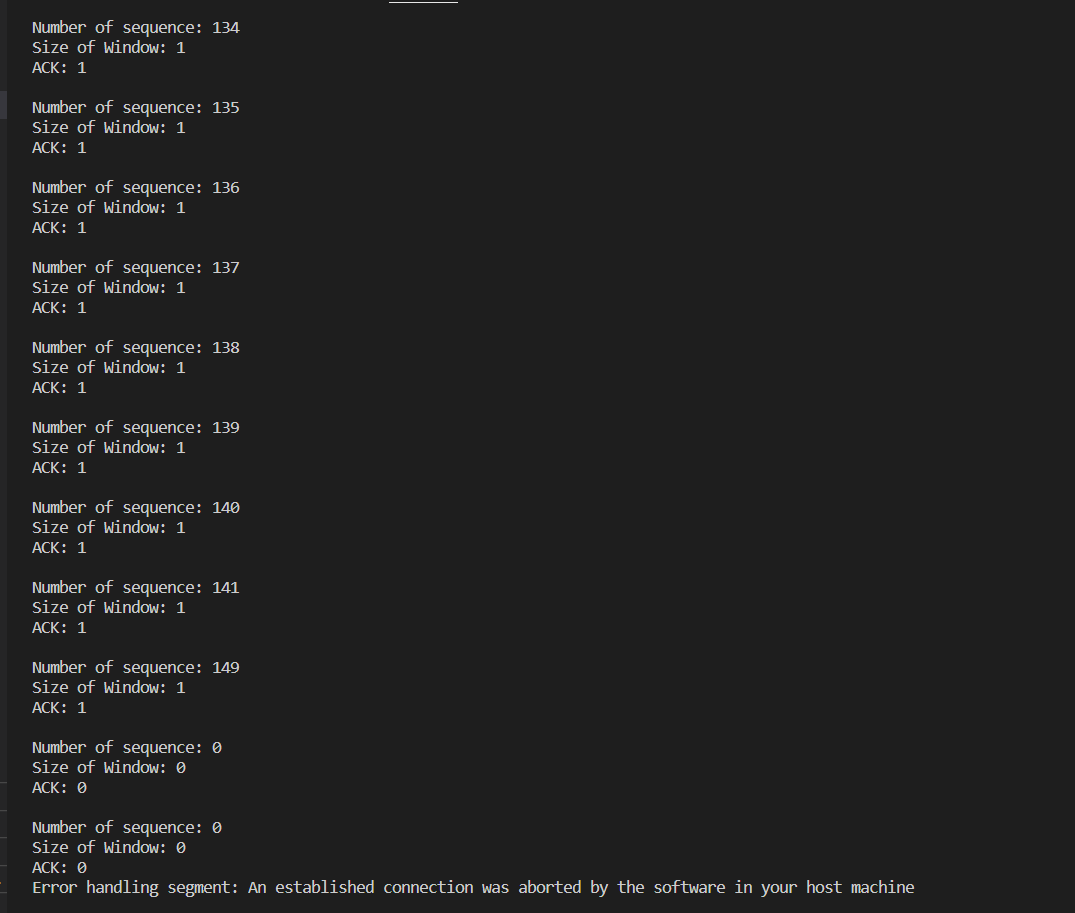 Number of sequence: 134
Size of Window: 1
ACK: 1
Number of sequence: 135
Size of Window: 1
ACK: 1
Number of sequence: 136
Size of Window: 1
ACK: 1
Number of sequence: 137
Size of Window: 1
ACK: 1
Number of sequence: 138
Size of Window: 1
ACK: 1
Number of sequence: 139
Size of Window: 1
ACK: 1
Number of sequence: 140
Size of Window: 1
ACK: 1
Number of sequence: 141
Size of Window: 1
ACK: 1
Number of sequence: 149
Size of Window: 1
ACK: 1
Number of sequence: 0
Size of Window: 0
ACK: 0
Number of sequence: 0
Size of Window: 0
ACK: 0
Error handling segment: An established connection was aborted by the software in your host machine